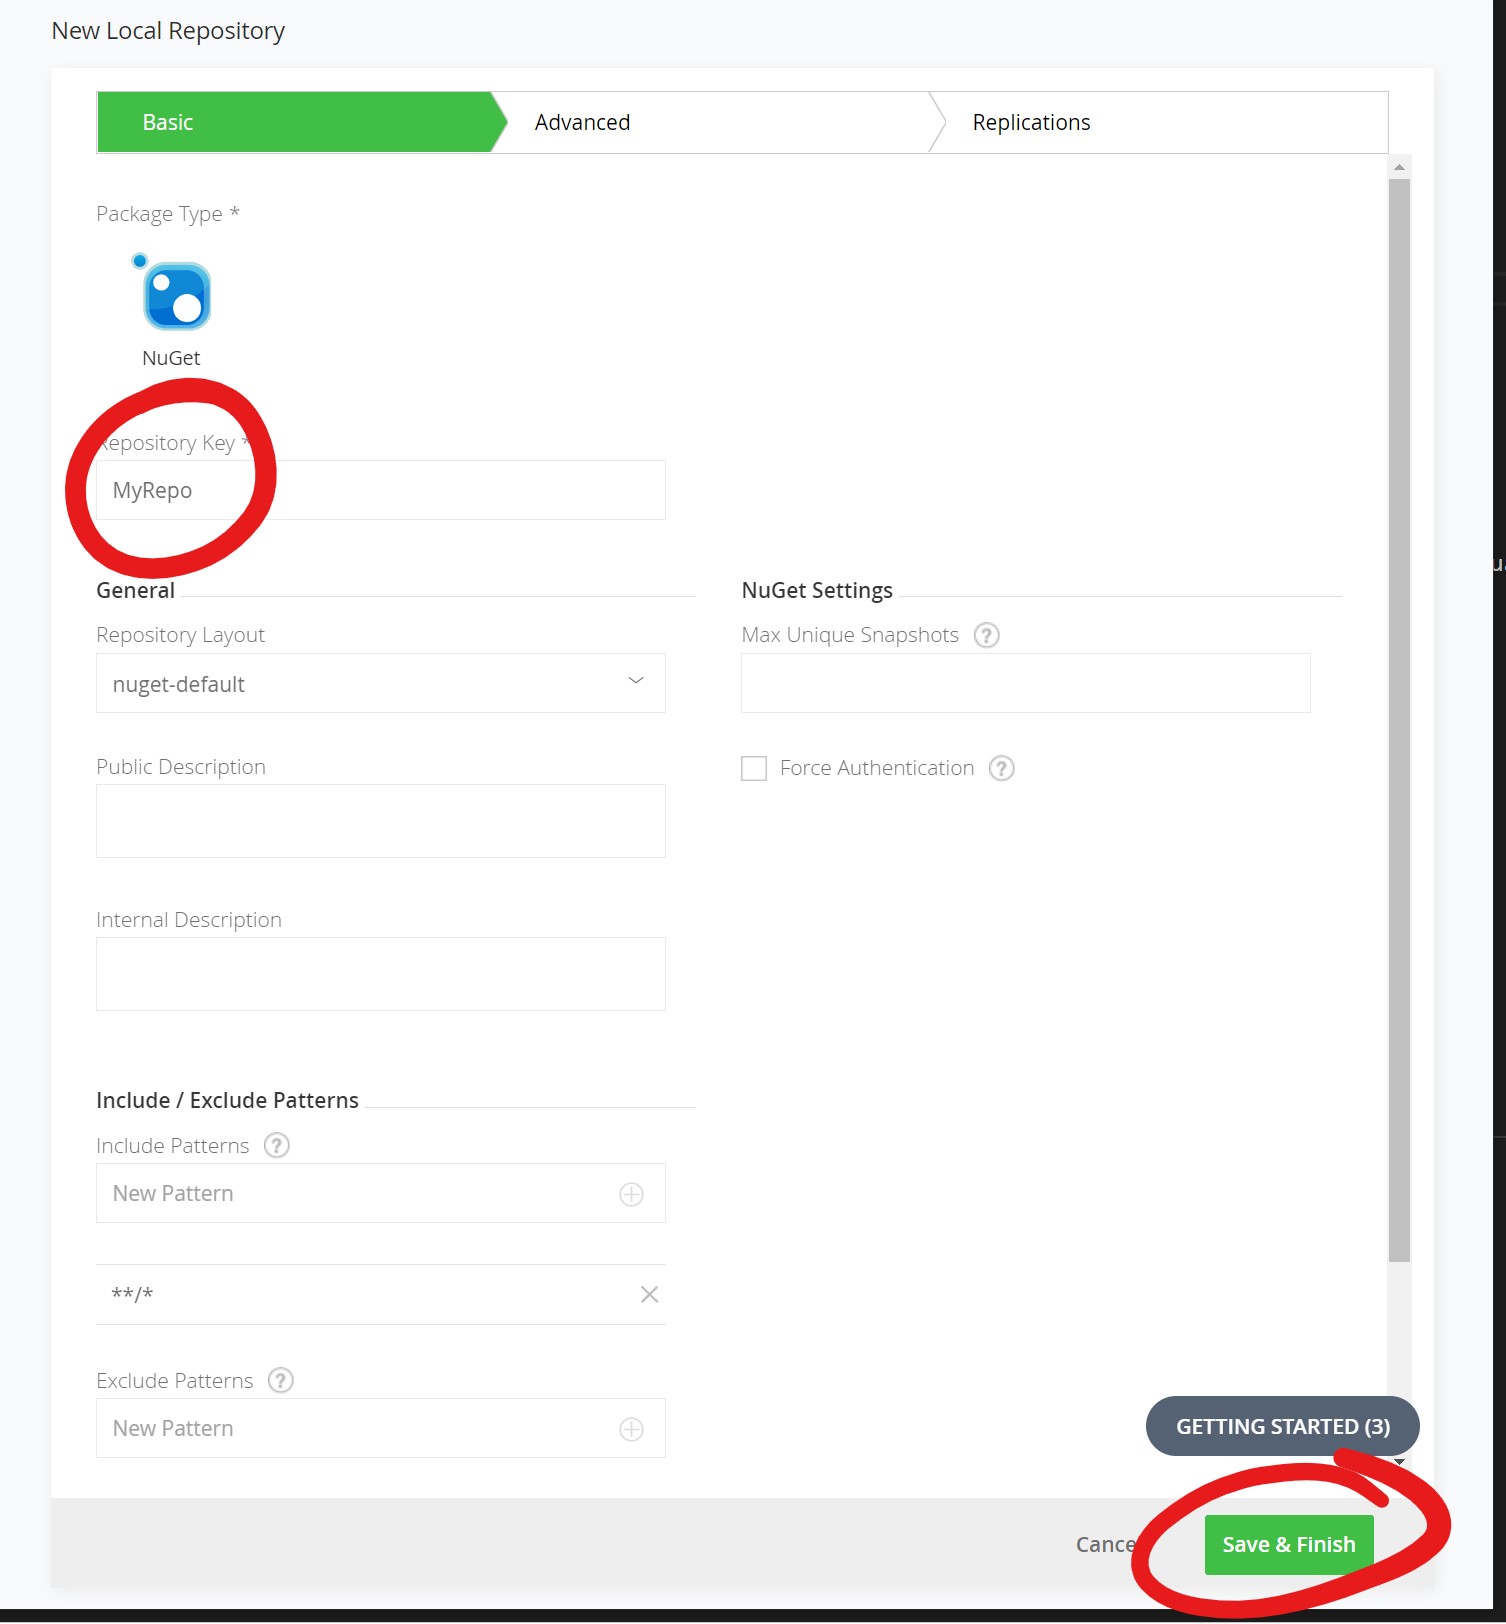 New Local Repository
Basic
Advanced
Replications
Package Type *
NuGet
Repository Key *
MyRepo
General
Repository Layout
nuget-default
Public Description
Internal Description
NuGet Settings
Max Unique Snapshots ?
Force Authentication ?
Include / Exclude Patterns
Include Patterns ?
New Pattern
**/*
Exclude Patterns ?
New Pattern
GETTING STARTED (3)
Cance
Save & Finish